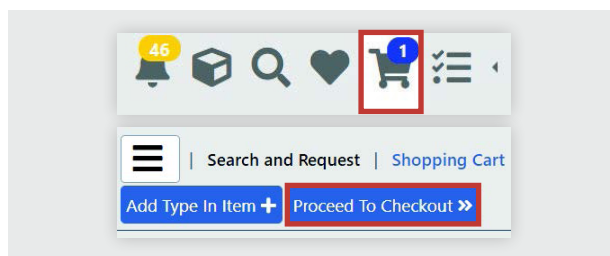 46 1
| Search and Request | Shopping Cart
Add Type In Item + Proceed To Checkout »